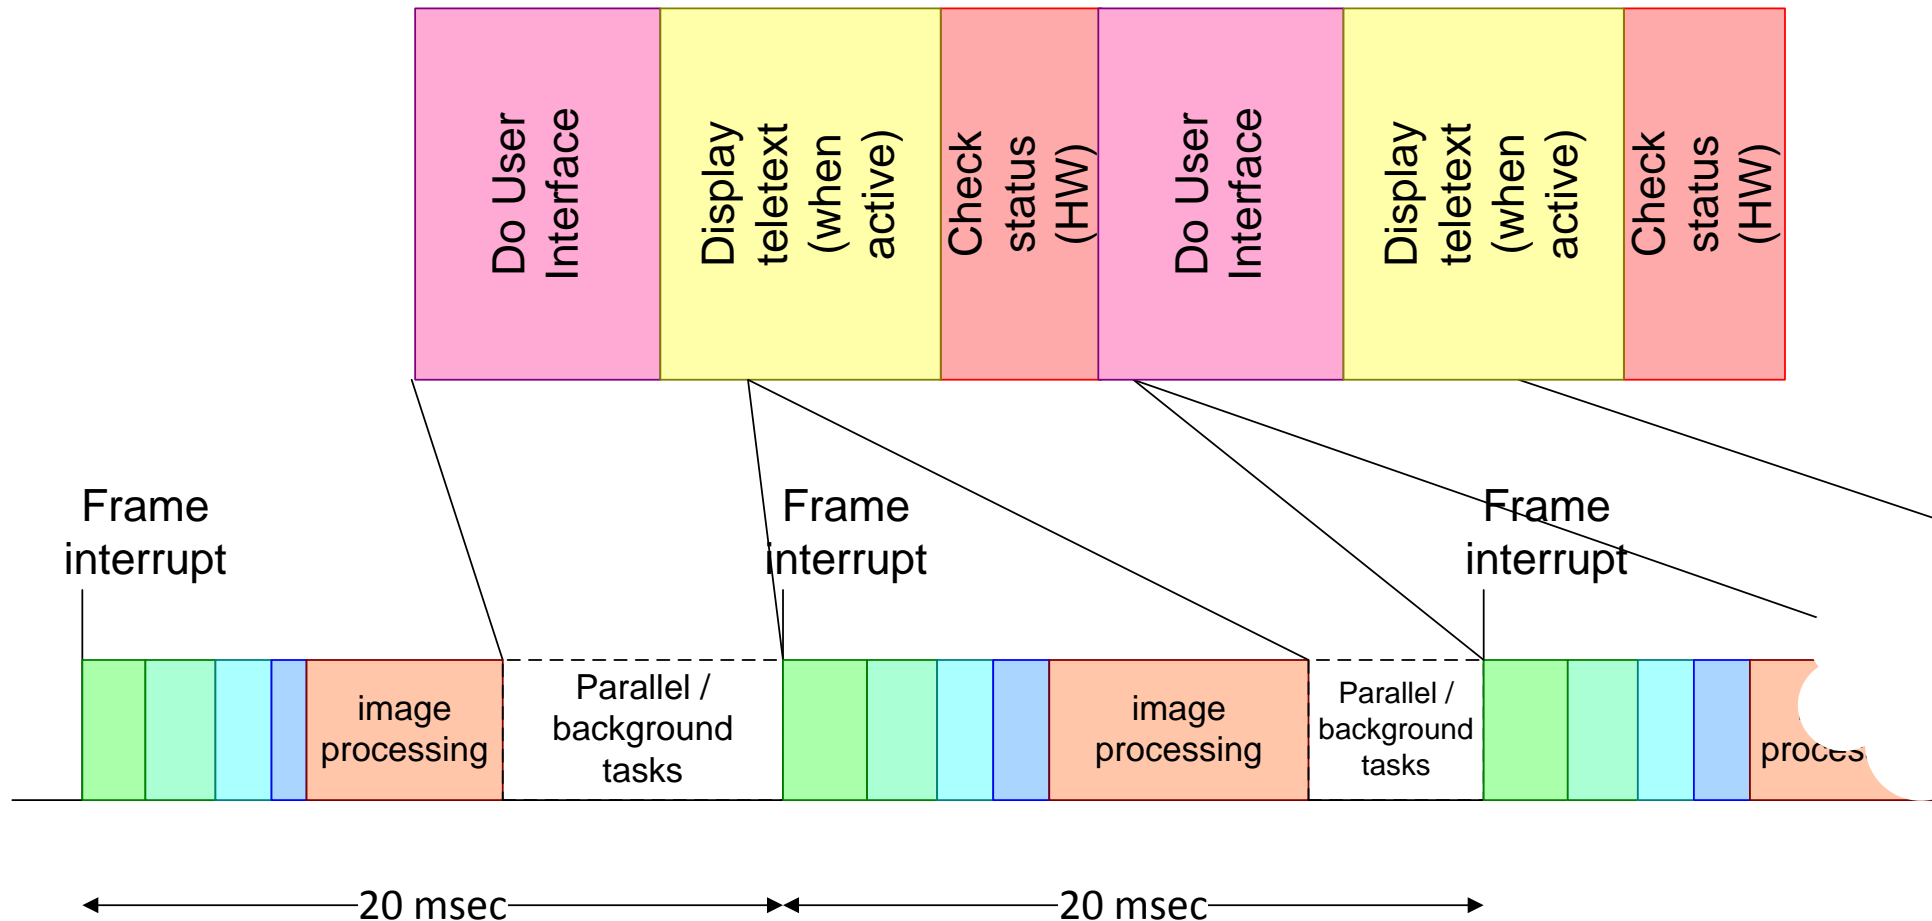 Do User
Interface
Display
teletext
(when
active)
Check
status
(HW)
Do User
Interface
Display
teletext
(when
active)
Check
status
(HW)
Frame
interrupt
Frame
interrupt
Frame
interrupt
image
processing
Parallel /
background
tasks
image
processing
Parallel /
background
tasks
20 msec
20 msec